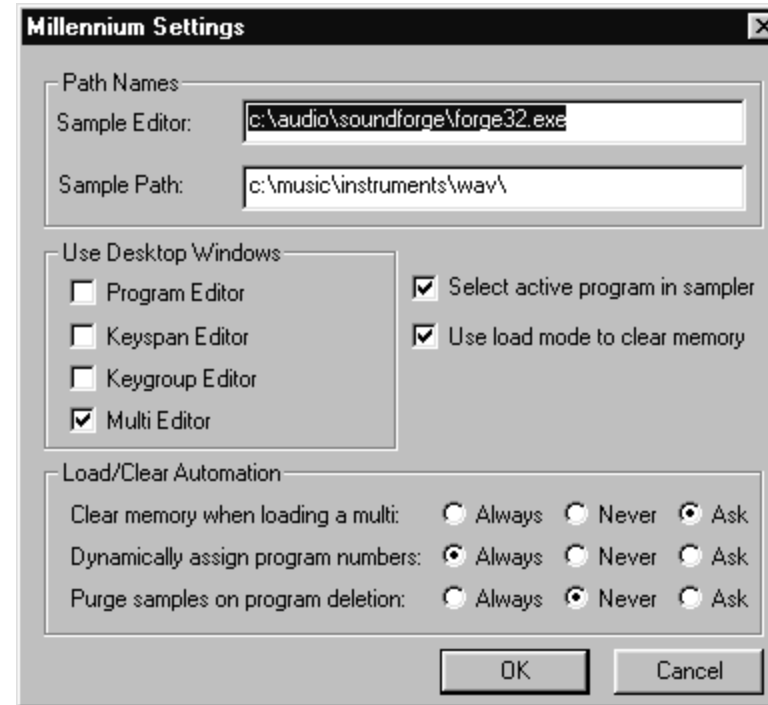 Millennium Settings
Path Names
Sample Editor: c:\audio\soundforge\forge32.exe
Sample Path: c:\music\instruments\wav\
Use Desktop Windows
Program Editor
Keyspan Editor
Keygroup Editor
Multi Editor
Select active program in sampler
Use load mode to clear memory
Load/Clear Automation
Clear memory when loading a multi: Always Never Ask
Dynamically assign program numbers: Always Never Ask
Purge samples on program deletion: Always Never Ask
OK Cancel